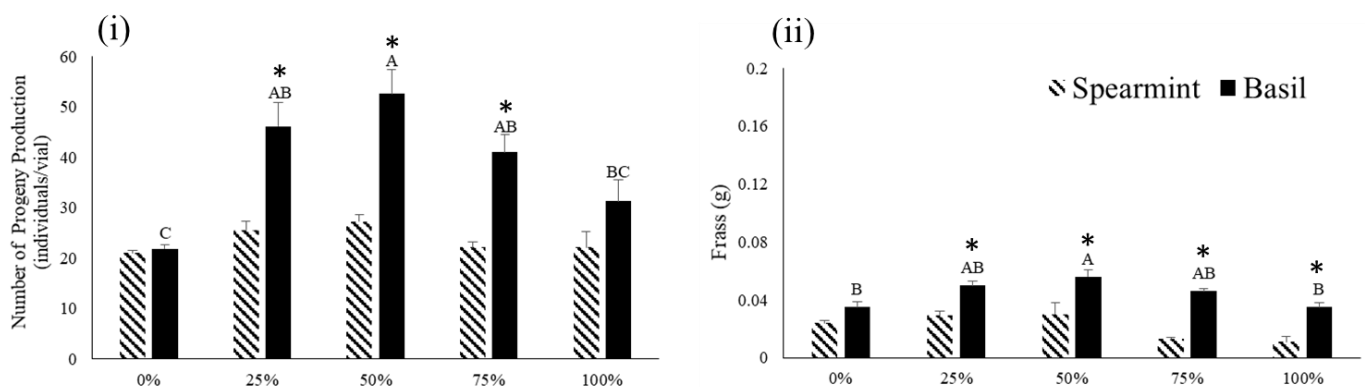 (i)
Number of Progeny Production
(individuals/vial)
60
50
40
30
20
10
0
C
*
AB
*
A
*
AB
BC
0%
25%
50%
75%
100%
(ii)
Frass (g)
0.2
0.16
0.12
0.08
0.04
0
Spearmint
Basil
B
*
AB
*
A
*
AB
*
B
0%
25%
50%
75%
100%